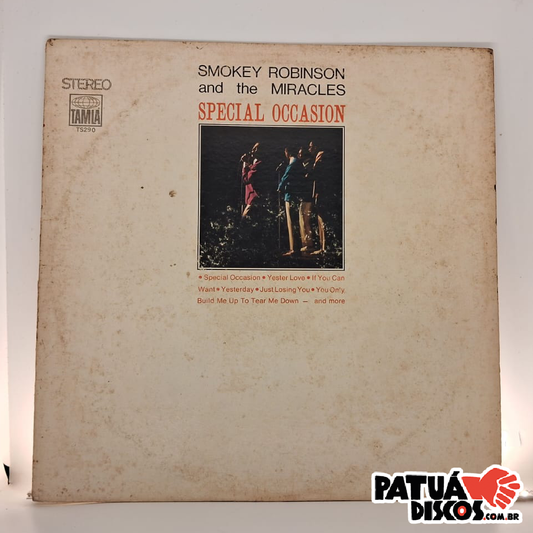 SMOKEY ROBINSON
and the MIRACLES
SPECIAL OCCASION
STEREO
TAMLA
TS290
• Special Occasion • Yester Love • If You Can
Want • Yesterday • Just Losing You • You Only
Build Me Up To Tear Me Down — and more
PATUÁ
DISCOS.COM.BR